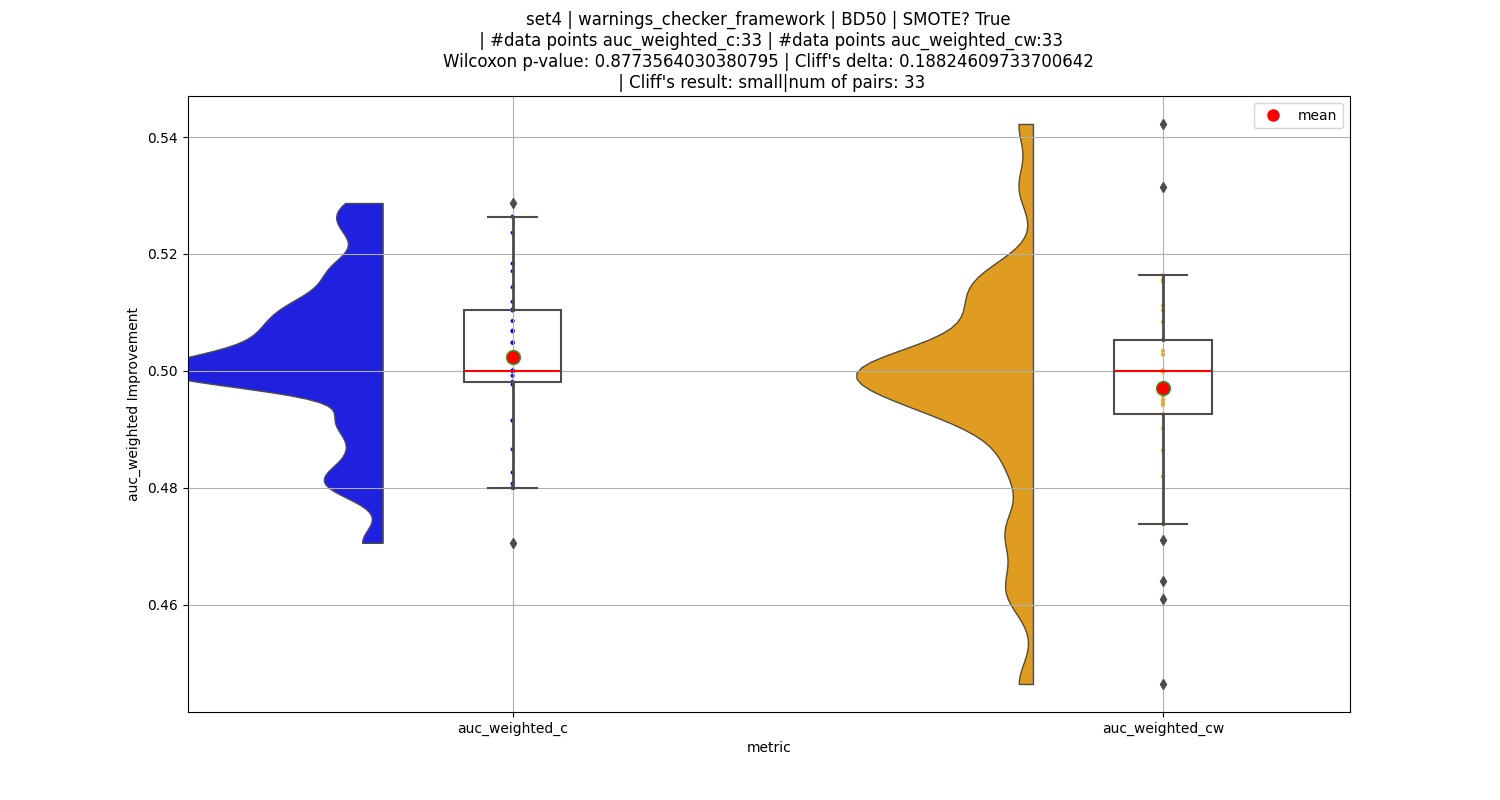 set4 | warnings_checker_framework | BD50 | SMOTE? True
| #data points auc_weighted_c:33 | #data points auc_weighted_cw:33
Wilcoxon p-value: 0.8773564030380795 | Cliff's delta: 0.18824609733700642
| Cliff's result: small|num of pairs: 33
mean
0.54
0.52
0.50
0.48
0.46
auc_weighted Improvement
auc_weighted_c
auc_weighted_cw
metric